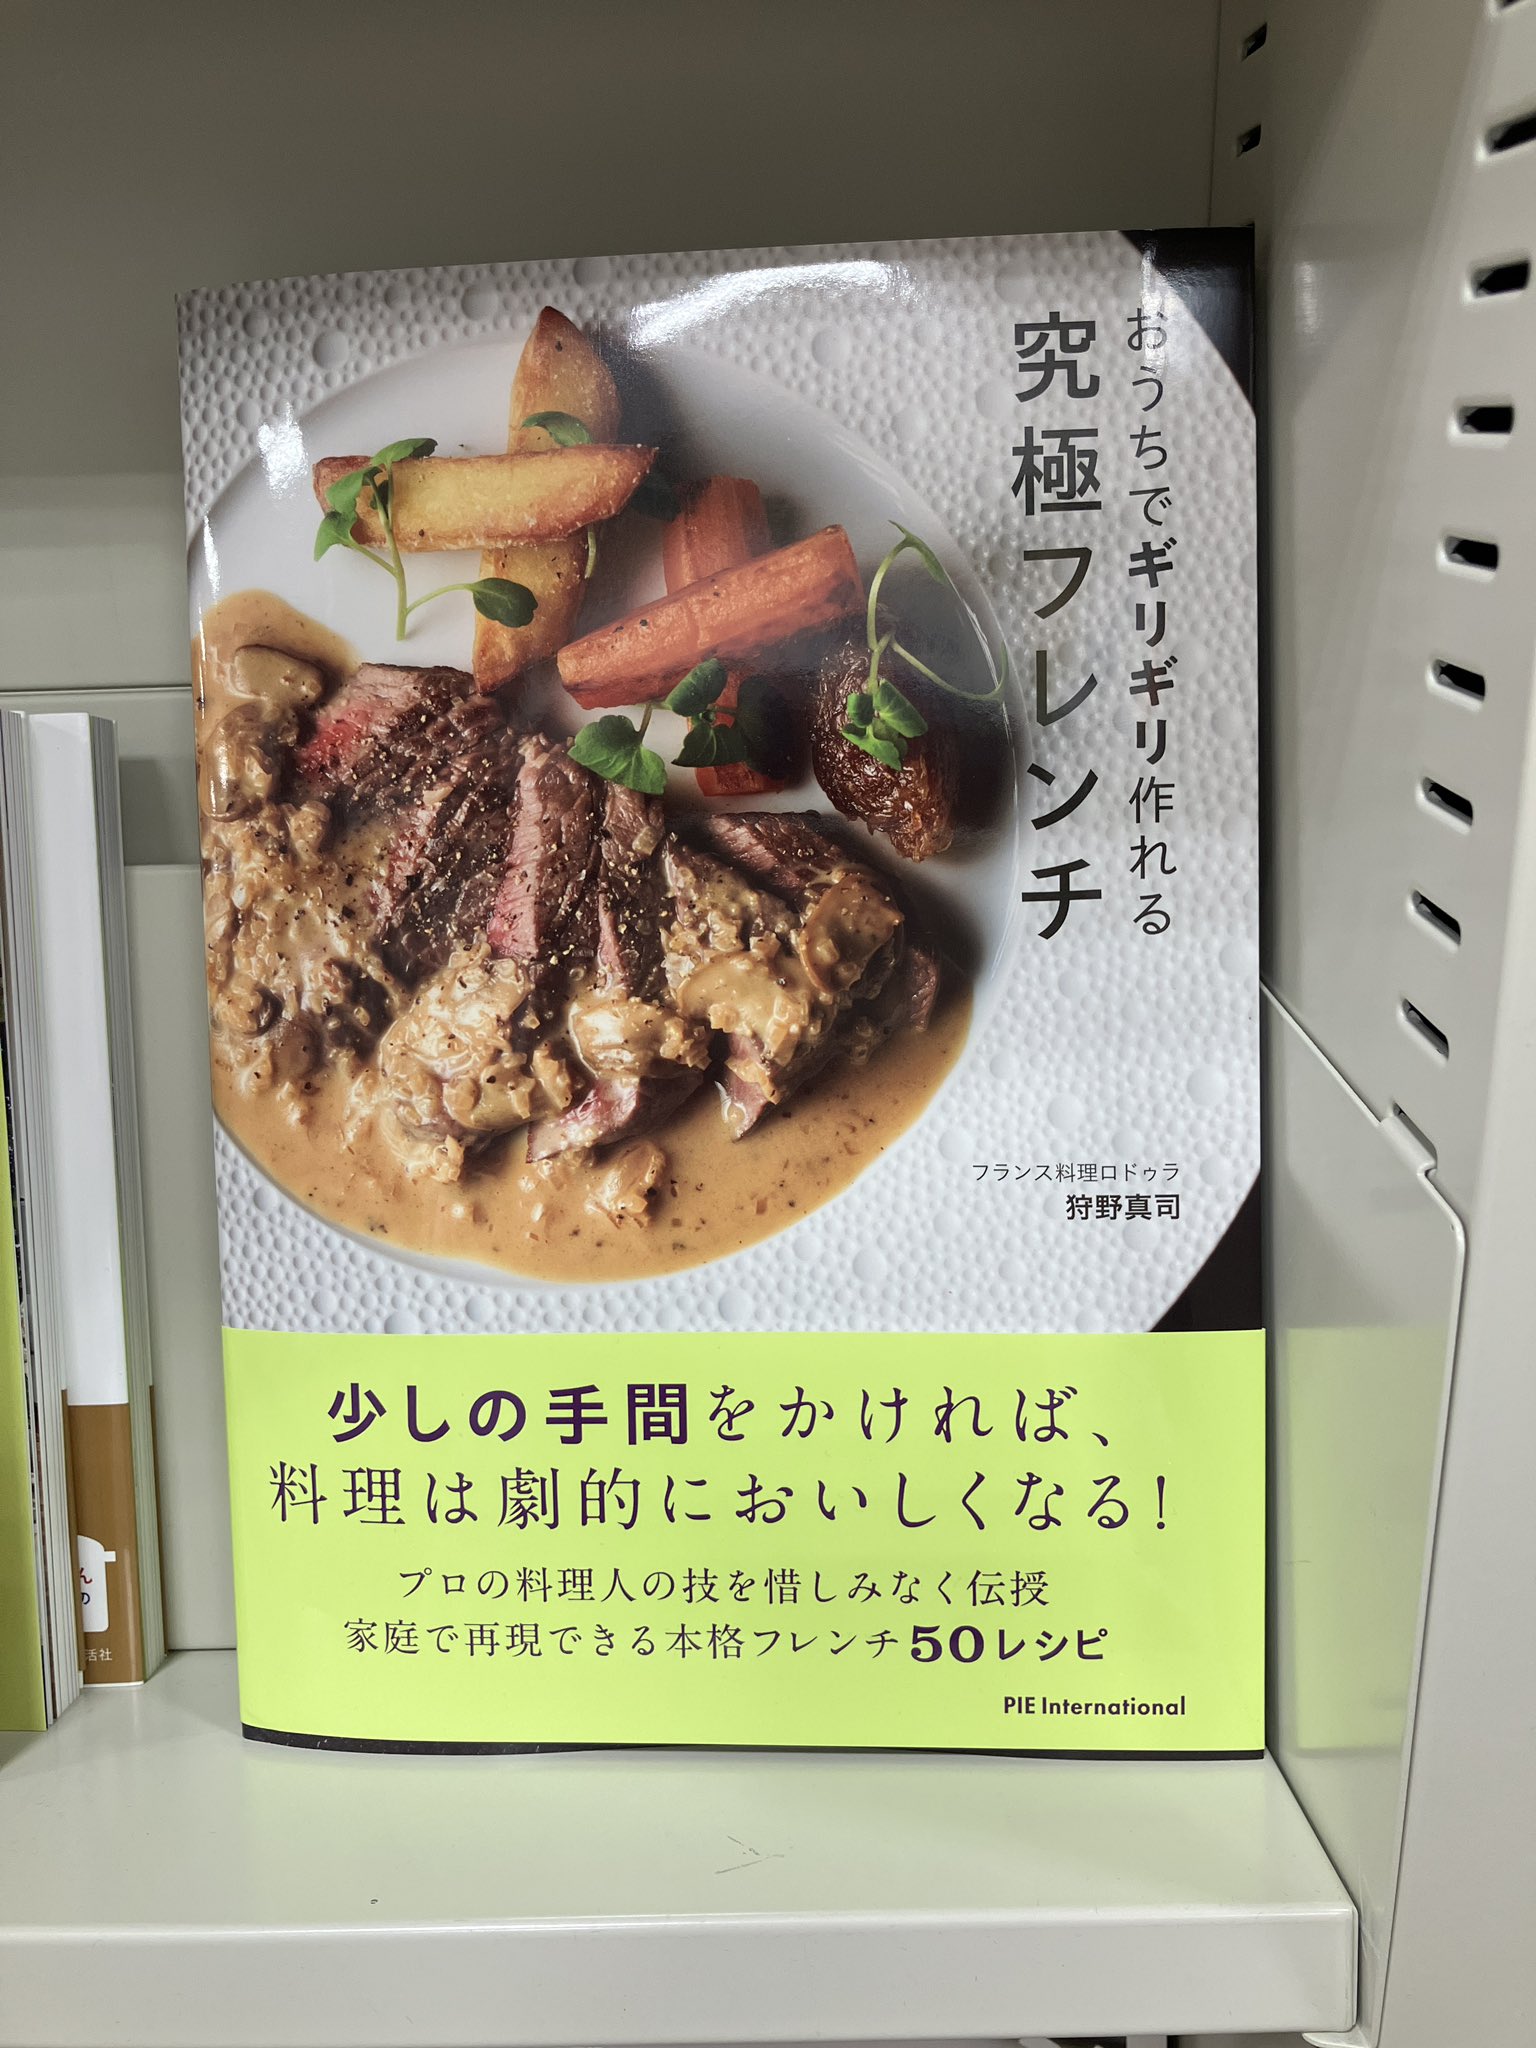 おうちでギリギリ作れる
究極フレンチ
フランス料理ロドゥラ
狩野真司
少しの手間をかければ、
料理は劇的においしくなる!
プロの料理人の技を惜しみなく伝授
家庭で再現できる本格フレンチ50レシピ
PIE International
ん
の
活社